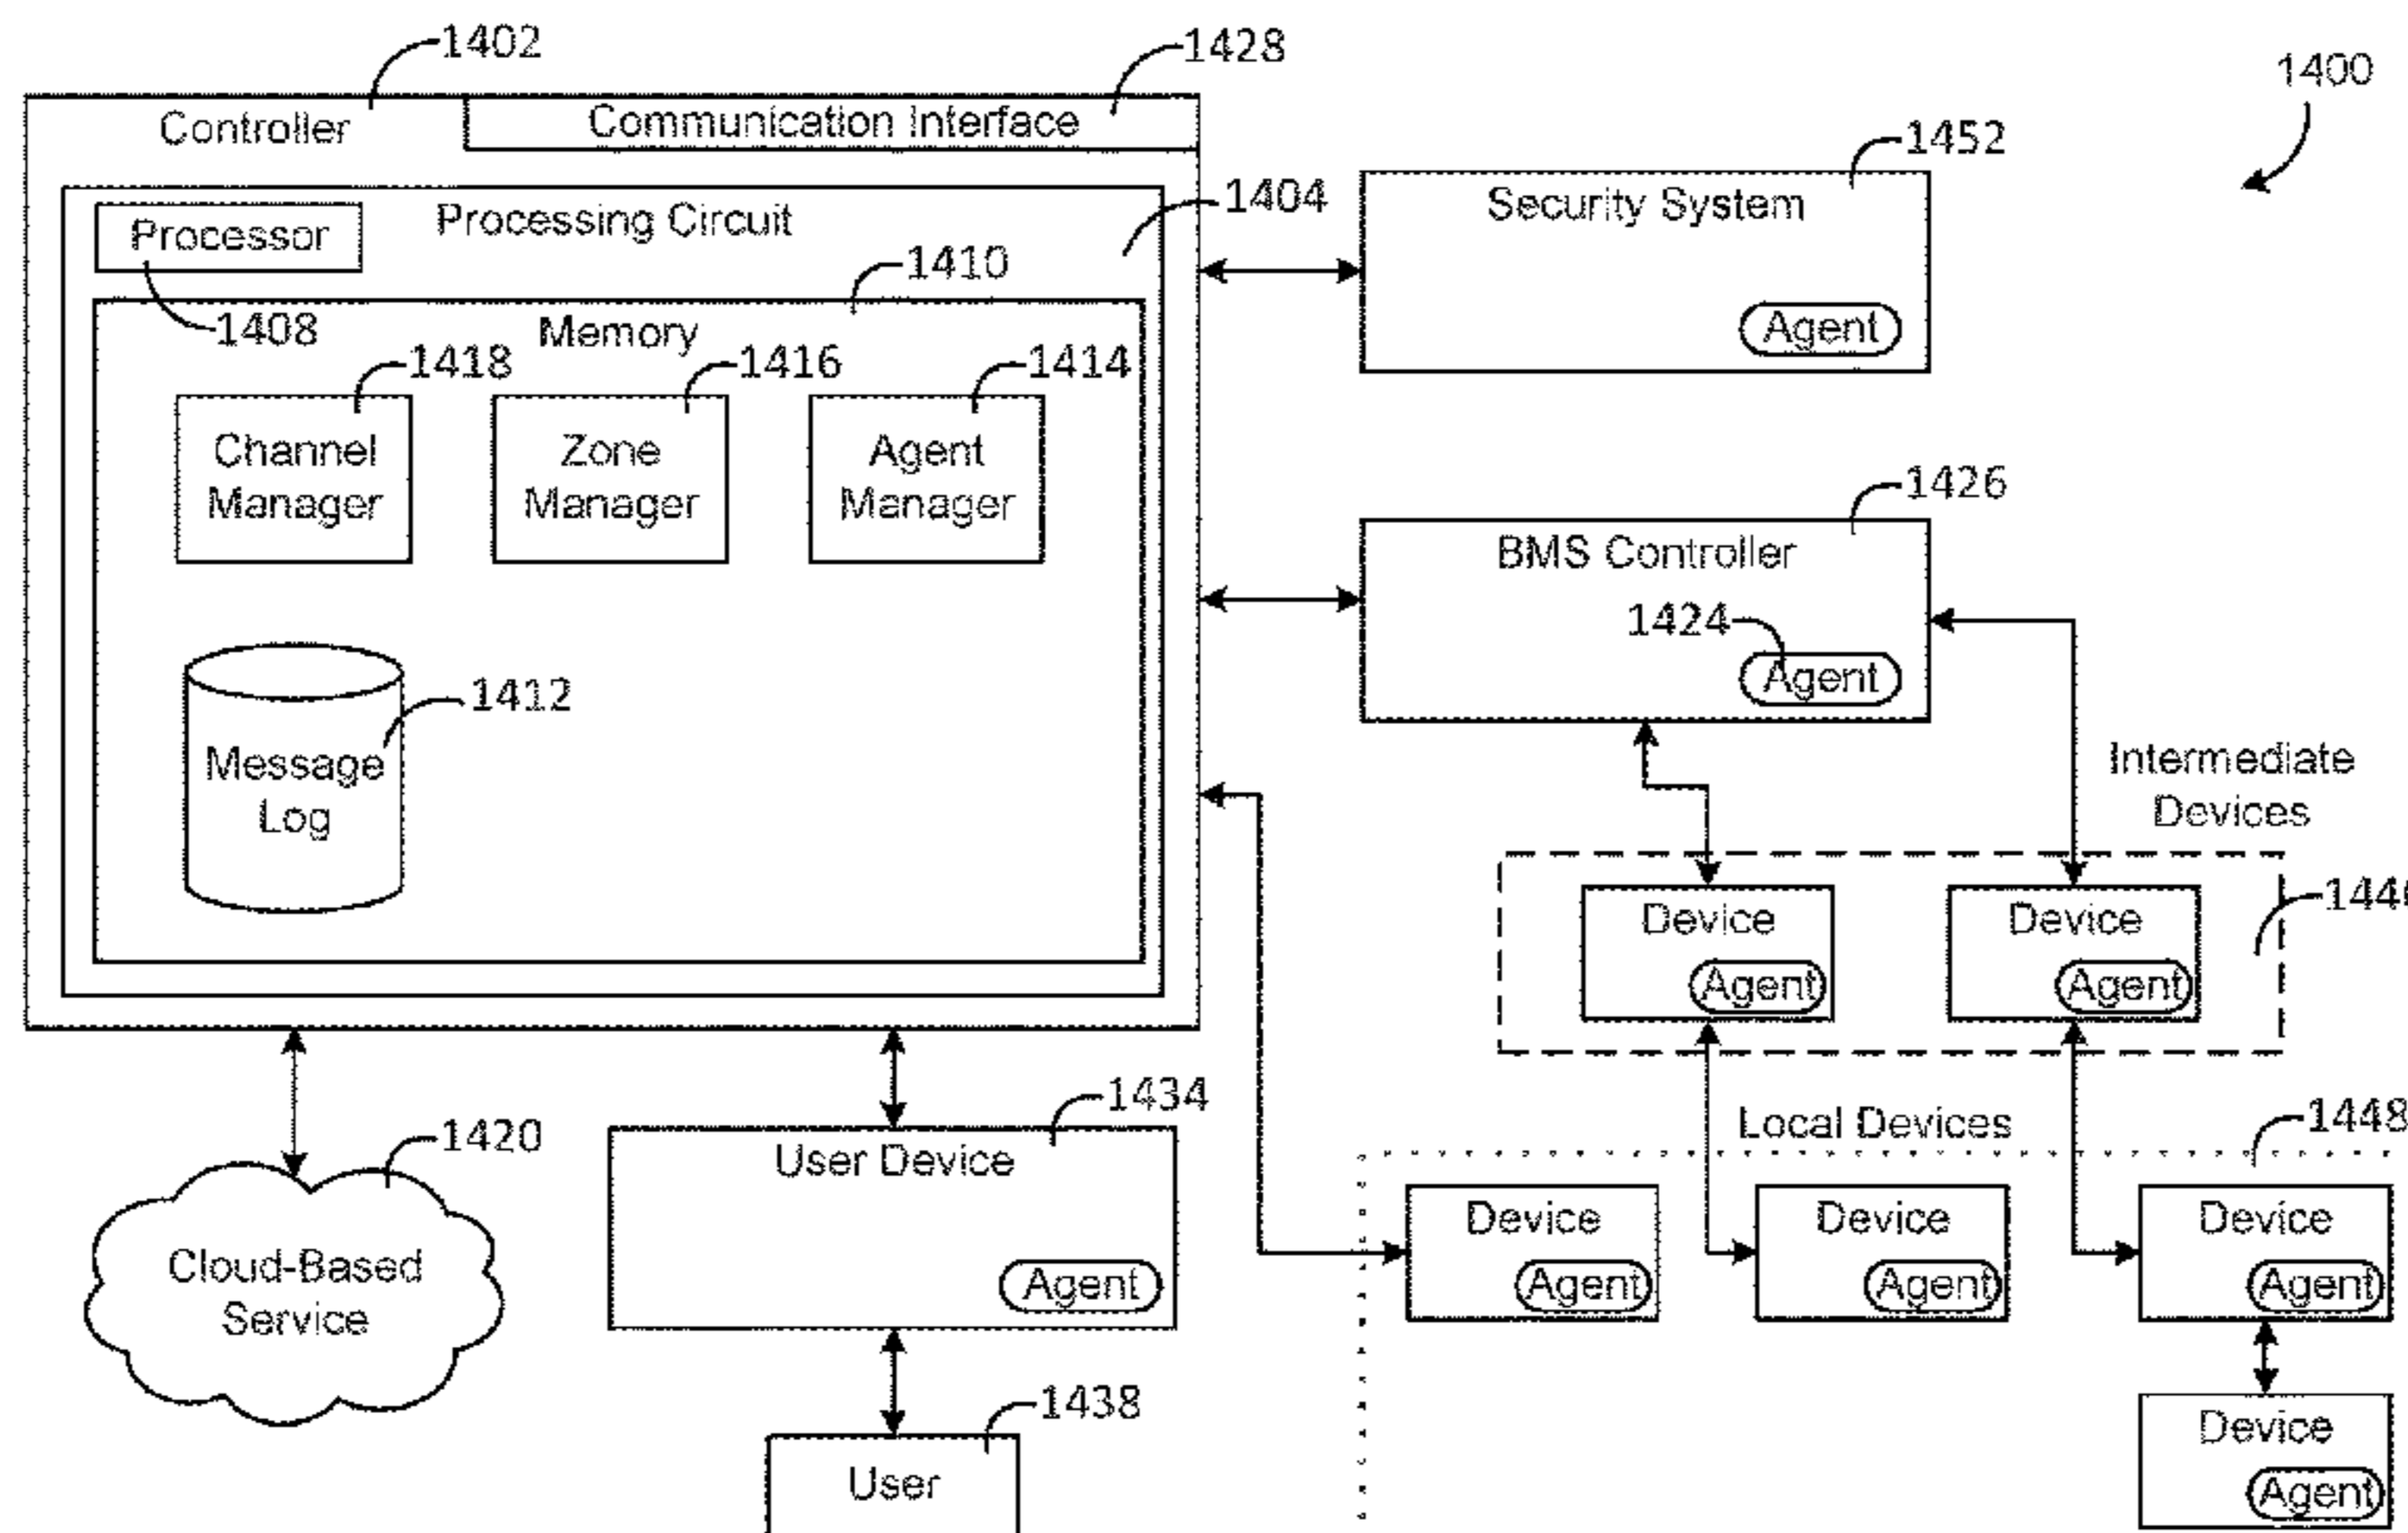 1402
1428
1400
Controller
Communication Interface
1452
Processing Circuit
1404
Security System
Processor
1410
1408
Memory
Agent
1418
1416
1414
Channel
Manager
Zone
Manager
Agent
Manager
1426
BMS Controller
1424
Agent
1412
Message
Log
Intermediate
Devices
Device
Agent
Device
Agent
1434
User Device
Agent
Local Devices
1448
1420
Cloud-Based
Service
Device
Agent
Device
Agent
Device
Agent
1438
User
Device
Agent